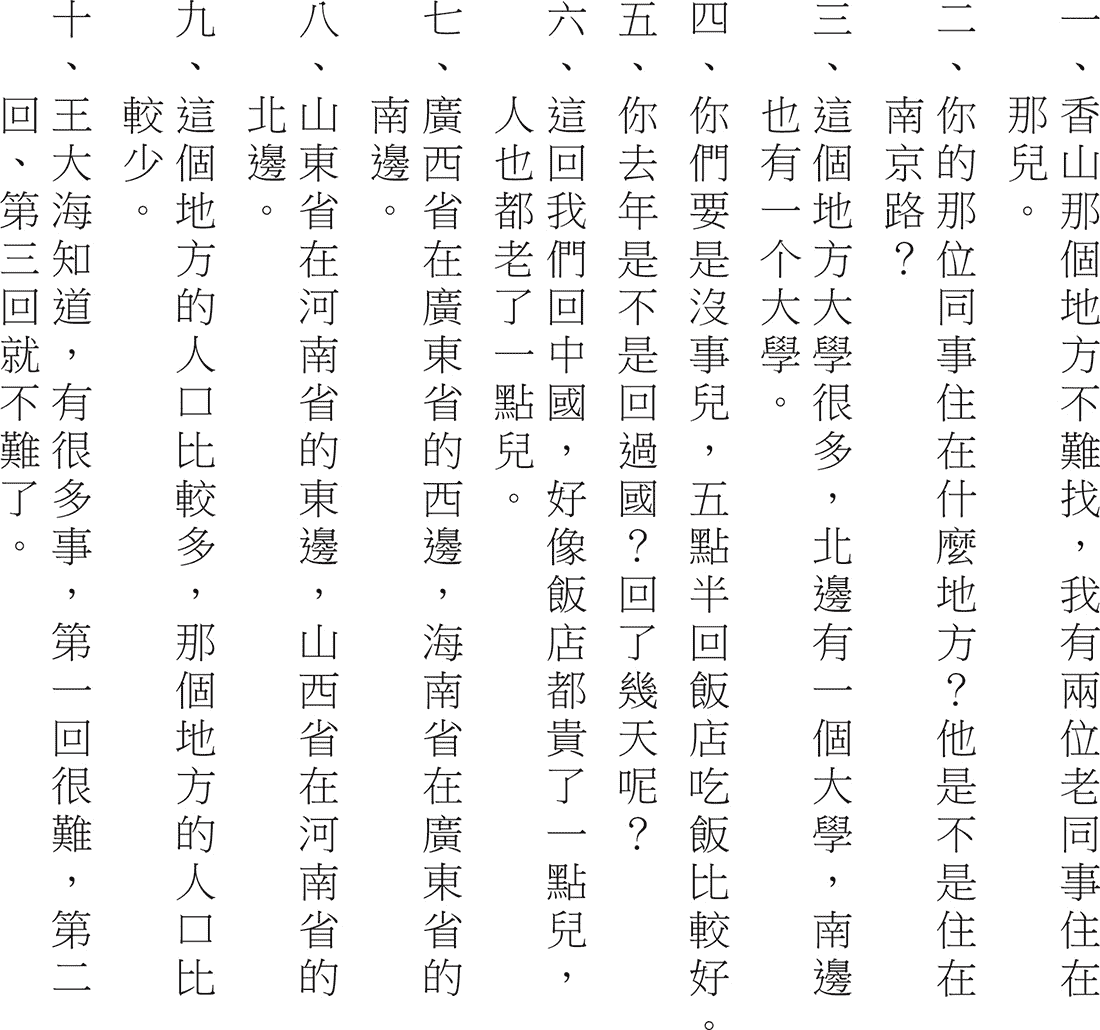 一、香山那個地方不難找，我有兩位老同事住在
那兒。
二、你的那位同事住在什麼地方？他是不是住在
南京路？
三、這個地方大學很多，北邊有一個大學，南邊
也有一个大學。
四、你們要是沒事兒，五點半回飯店吃飯比較好。
五、你去年是不是回過國？回了幾天呢？
六、這回我們回中國，好像飯店都貴了一點兒，
人也都老了一點兒。
七、廣西省在廣東省的西邊，海南省在廣東省的
南邊。
八、山東省在河南省的東邊，山西省在河南省的
北邊。
九、這個地方的人口比較多，那個地方的人口比
較少。
十、王大海知道，有很多事，第一回很難，第二
回、第三回就不難了。